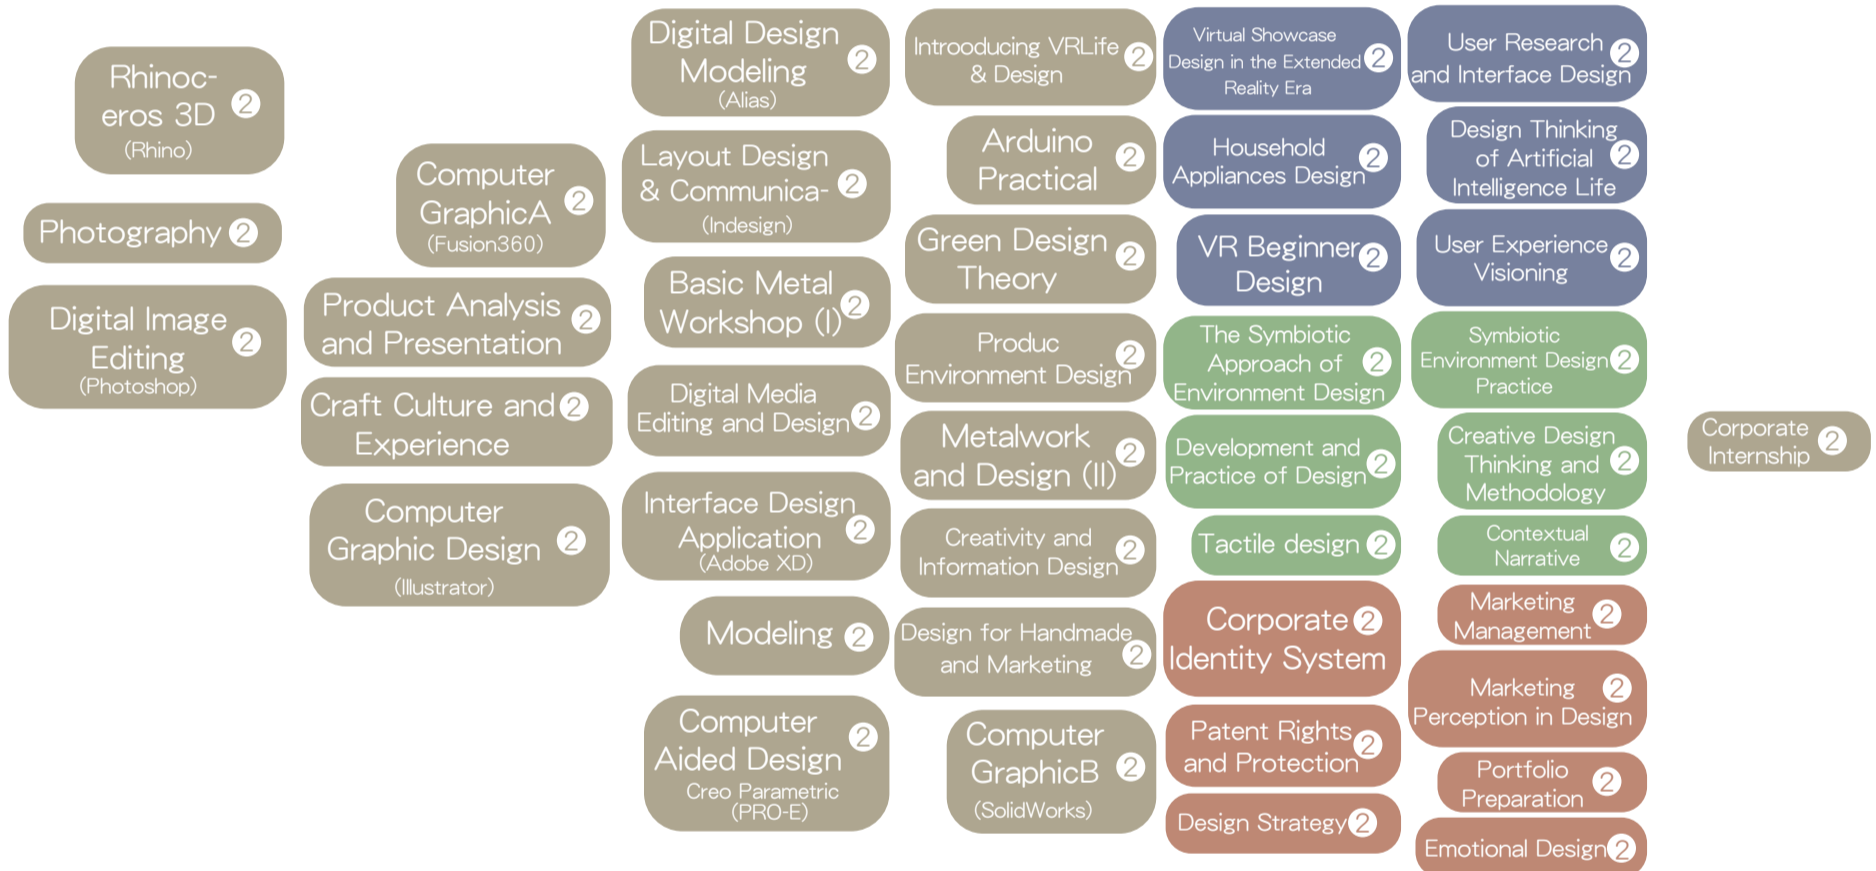 Rhinoc-
eros 3D
(Rhino)
2
Photography 2
Digital Image
Editing
(Photoshop)
2
Computer
GraphicA
(Fusion360)
2
Product Analysis
and Presentation
2
Craft Culture and
Experience
2
Computer
Graphic Design
(Illustrator)
2
Digital Design
Modeling
(Alias)
2
Layout Design
& Communica-
(Indesign)
2
Basic Metal
Workshop (I)
2
Digital Media
Editing and Design
2
Interface Design
Application
(Adobe XD)
2
Modeling 2
Computer
Aided Design
Creo Parametric
(PRO-E)
2
Introoducing VRLife
& Design
2
Arduino
Practical
2
Green Design
Theory
2
Produc
Environment Design
2
Metalwork
and Design (II)
2
Creativity and
Information Design
2
Design for Handmade
and Marketing
2
Computer
GraphicB
(SolidWorks)
2
Virtual Showcase
Design in the Extended
Reality Era
2
Household
Appliances Design
2
VR Beginner
Design
2
The Symbiotic
Approach of
Environment Design
2
Development and
Practice of Design
2
Tactile design 2
Corporate
Identity System
2
Patent Rights
and Protection
2
Design Strategy 2
User Research
and Interface Design
2
Design Thinking
of Artificial
Intelligence Life
2
User Experience
Visioning
2
Symbiotic
Environment Design
Practice
2
Creative Design
Thinking and
Methodology
2
Contextual
Narrative
2
Marketing
Management
2
Marketing
Perception in Design
2
Portfolio
Preparation
2
Emotional Design 2
Corporate
Internship
2